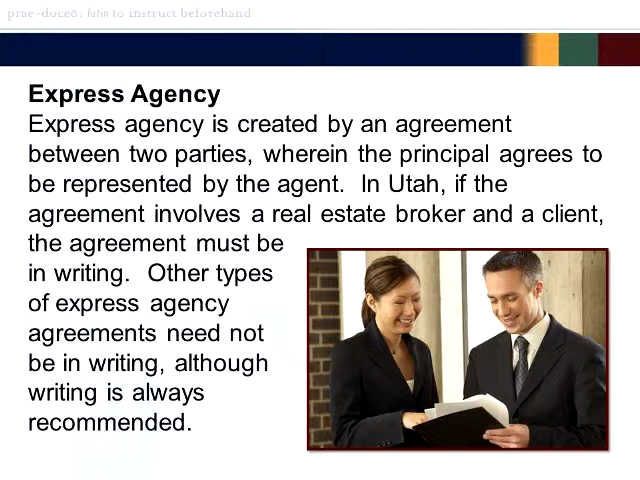 prae-doceō: latin to instruct beforehand
Express Agency
Express agency is created by an agreement
between two parties, wherein the principal agrees to
be represented by the agent. In Utah, if the
agreement involves a real estate broker and a client,
the agreement must be
in writing. Other types
of express agency
agreements need not
be in writing, although
writing is always
recommended.